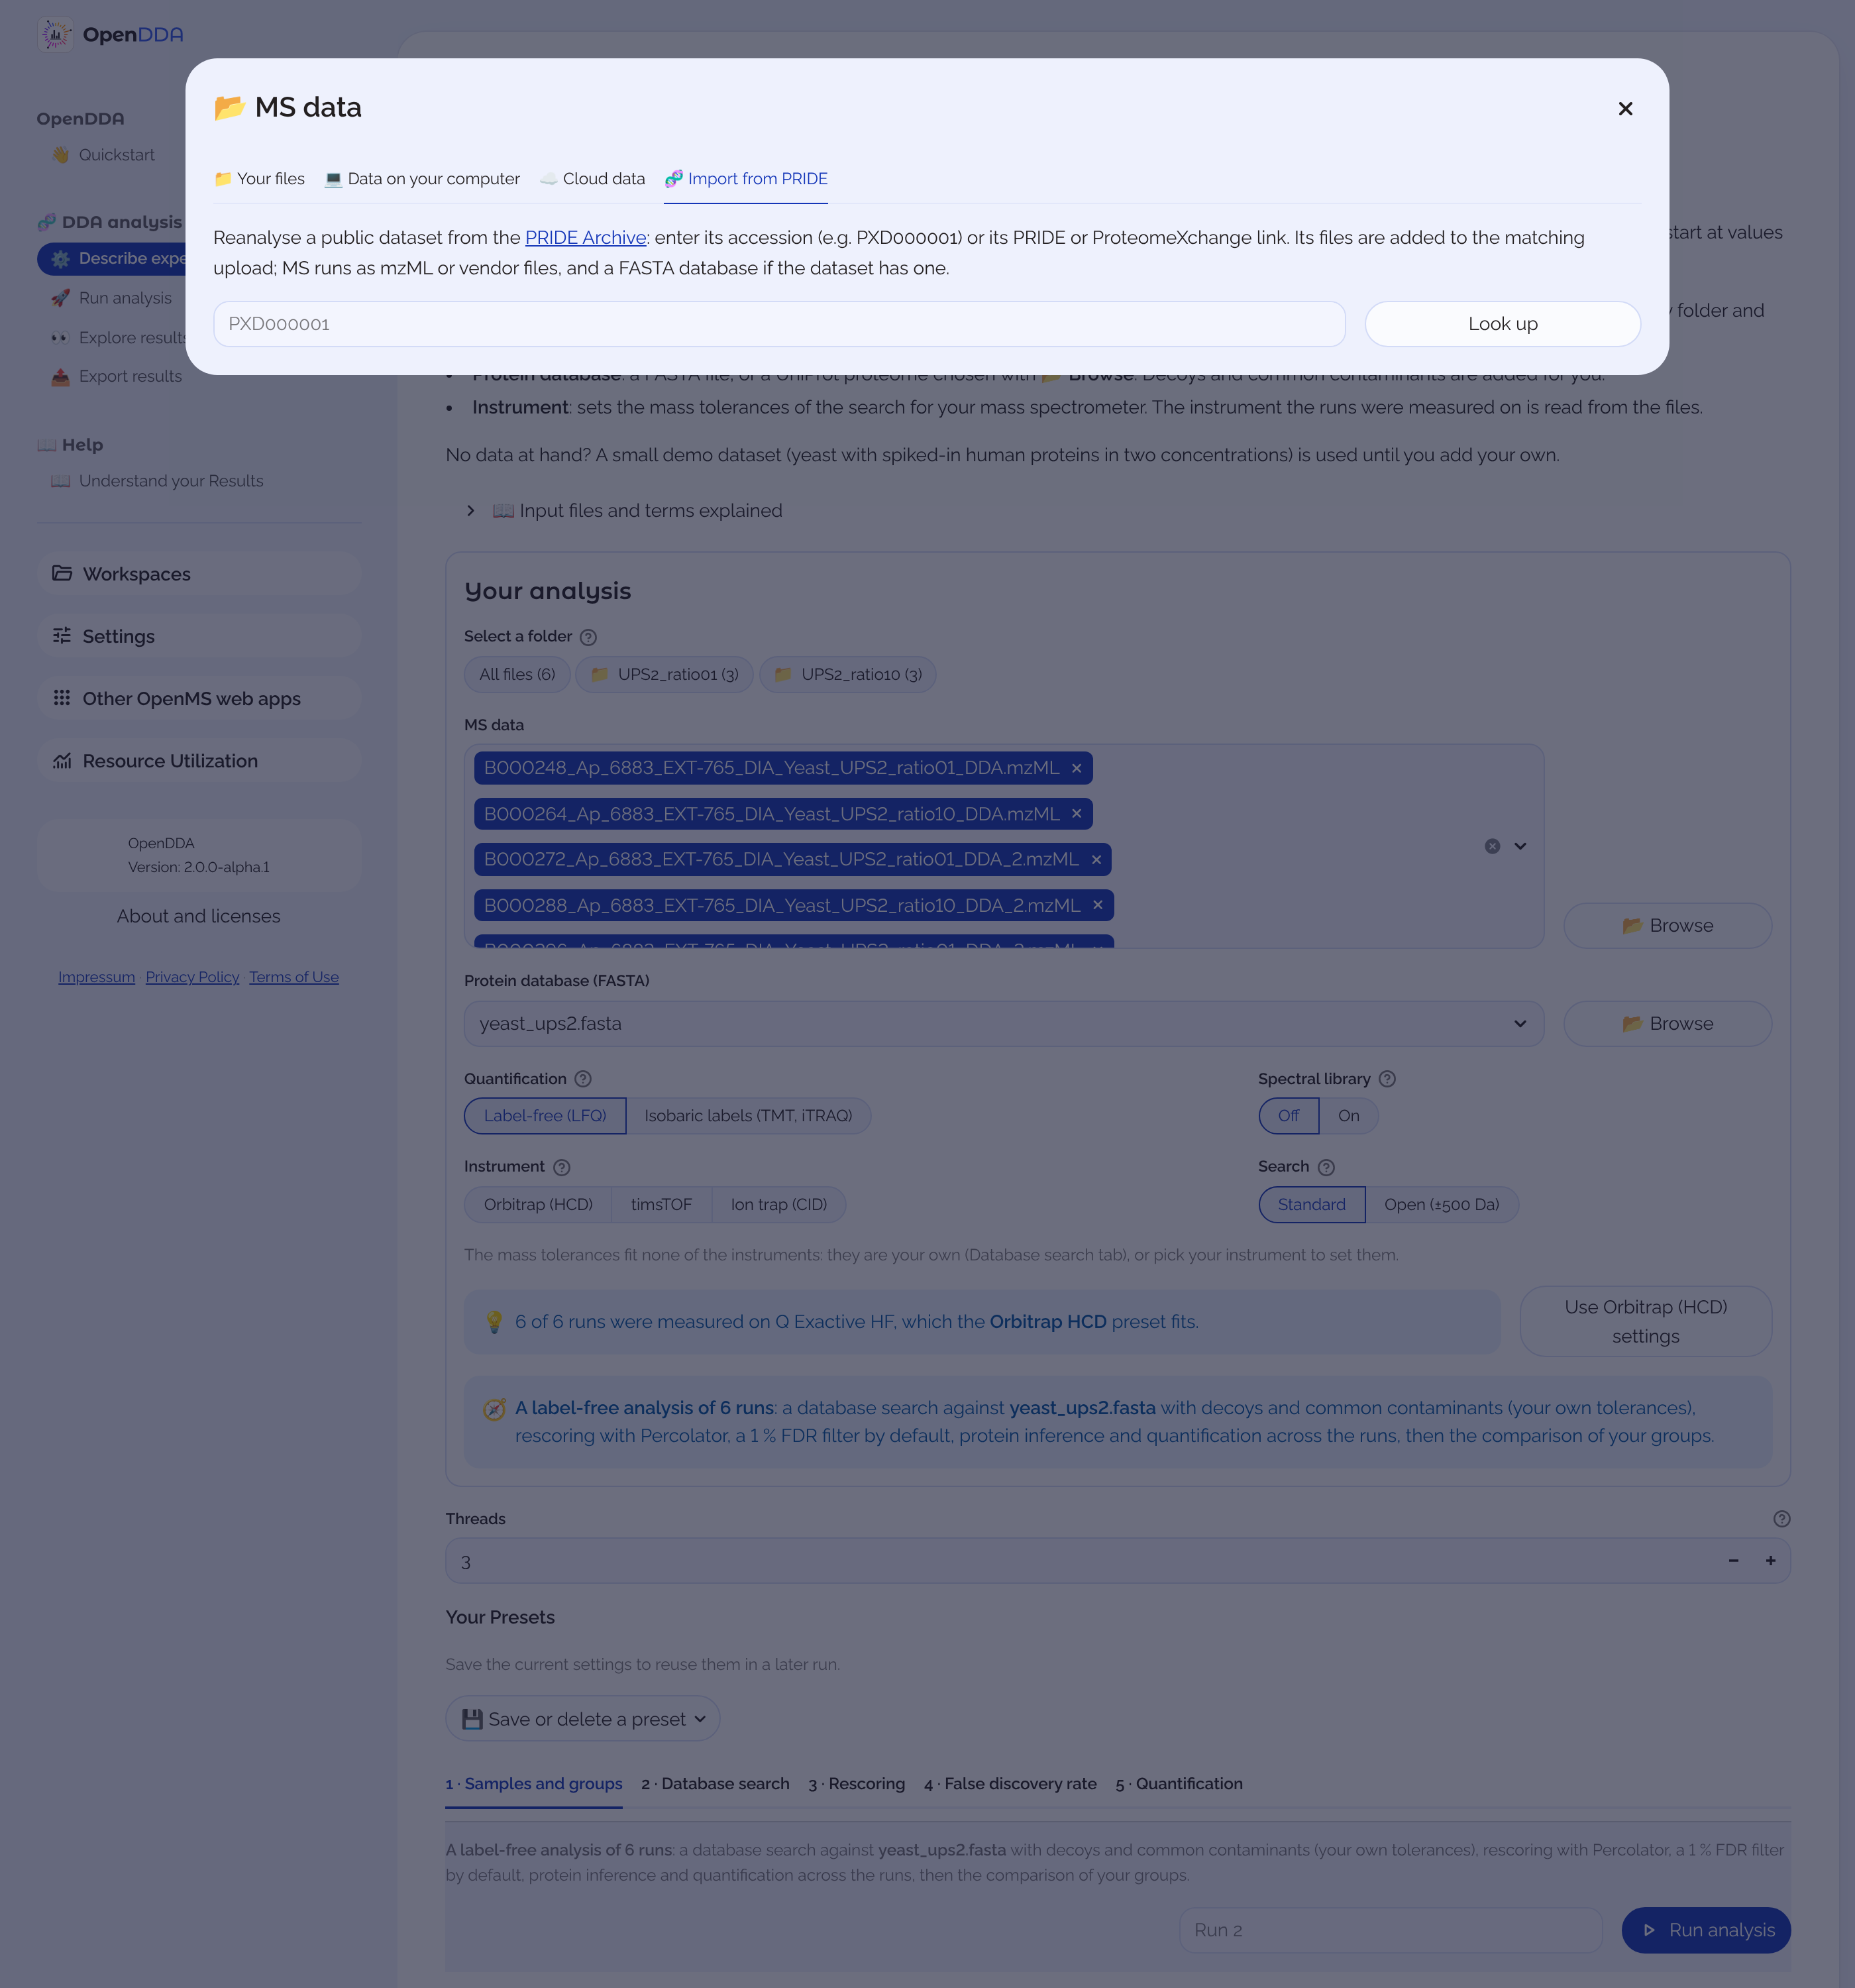 OpenDDA
OpenDDA
👋 Quickstart
🧬 DDA analysis
⚙️ Describe expe
🚀 Run analysis
👀 Explore results
📤 Export results
📖 Help
📖 Understand your Results
Workspaces
Settings
Other OpenMS web apps
Resource Utilization
OpenDDA
Version: 2.0.0-alpha.1
About and licenses
Impressum Privacy Policy Terms of Use
📂 MS data
📁 Your files 💻 Data on your computer ☁️ Cloud data 🧬 Import from PRIDE
Reanalyse a public dataset from the PRIDE Archive: enter its accession (e.g. PXD000001) or its PRIDE or ProteomeXchange link. Its files are added to the matching
upload; MS runs as mzML or vendor files, and a FASTA database if the dataset has one.
PXD000001 Look up
start at values
folder and
Protein database: a FASTA file, or a UniProt proteome chosen with 📂 Browse. Decoys and common contaminants are added for you.
Instrument: sets the mass tolerances of the search for your mass spectrometer. The instrument the runs were measured on is read from the files.
No data at hand? A small demo dataset (yeast with spiked-in human proteins in two concentrations) is used until you add your own.
📖 Input files and terms explained
Your analysis
Select a folder
All files (6) 📁 UPS2_ratio01 (3) 📁 UPS2_ratio10 (3)
MS data
B000248_Ap_6883_EXT-765_DIA_Yeast_UPS2_ratio01_DDA.mzML
B000264_Ap_6883_EXT-765_DIA_Yeast_UPS2_ratio10_DDA.mzML
B000272_Ap_6883_EXT-765_DIA_Yeast_UPS2_ratio01_DDA_2.mzML
B000288_Ap_6883_EXT-765_DIA_Yeast_UPS2_ratio10_DDA_2.mzML
📂 Browse
Protein database (FASTA)
yeast_ups2.fasta 📂 Browse
Quantification Spectral library
Label-free (LFQ) Isobaric labels (TMT, iTRAQ) Off On
Instrument Search
Orbitrap (HCD) timsTOF Ion trap (CID) Standard Open (±500 Da)
The mass tolerances fit none of the instruments: they are your own (Database search tab), or pick your instrument to set them.
💡 6 of 6 runs were measured on Q Exactive HF, which the Orbitrap HCD preset fits.
Use Orbitrap (HCD)
settings
🧭 A label-free analysis of 6 runs: a database search against yeast_ups2.fasta with decoys and common contaminants (your own tolerances),
rescoring with Percolator, a 1 % FDR filter by default, protein inference and quantification across the runs, then the comparison of your groups.
Threads
3
Your Presets
Save the current settings to reuse them in a later run.
💾 Save or delete a preset
1 · Samples and groups 2 · Database search 3 · Rescoring 4 · False discovery rate 5 · Quantification
A label-free analysis of 6 runs: a database search against yeast_ups2.fasta with decoys and common contaminants (your own tolerances), rescoring with Percolator, a 1 % FDR filter
by default, protein inference and quantification across the runs, then the comparison of your groups.
Run 2 Run analysis